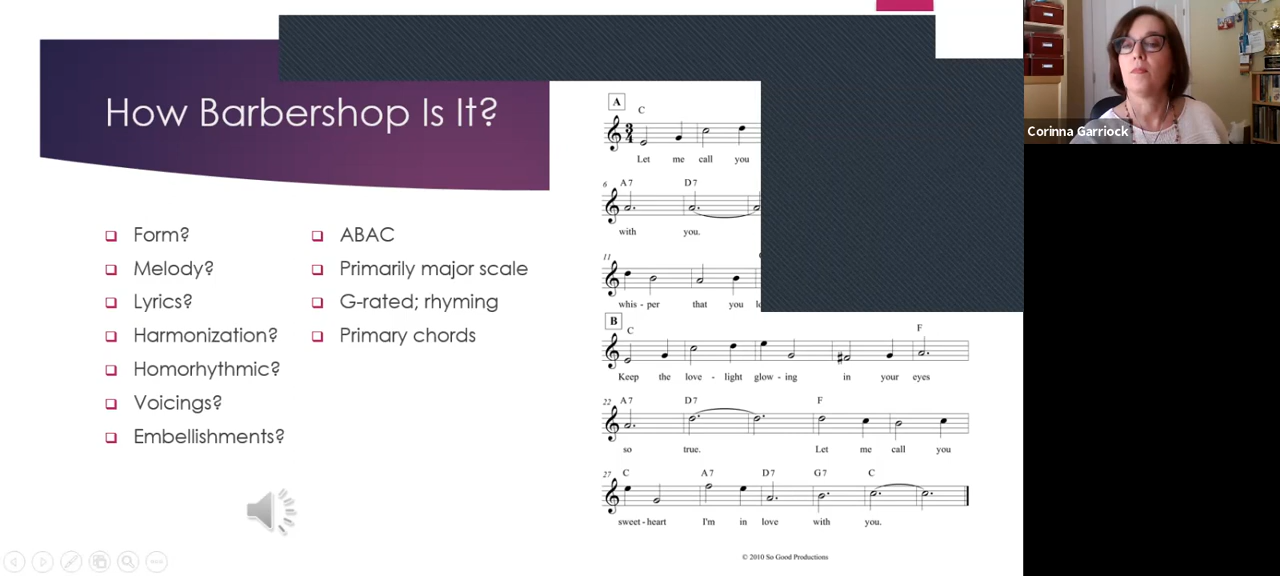 How Barbershop Is It?
Form?
Melody?
Lyrics?
Harmonization?
Homorhythmic?
Voicings?
Embellishments?
ABAC
Primarily major scale
G-rated; rhyming
Primary chords
A
C
3
4
Let me call you
6
A7 D7
with you.
11
whis - per that you
B
C F
Keep the love - light glow - ing in your eyes
22
A7 D7 F
so true. Let me call you
27
C A7 D7 G7 C
sweet - heart I'm in love with you.
© 2010 So Good Productions
Corinna Garriock